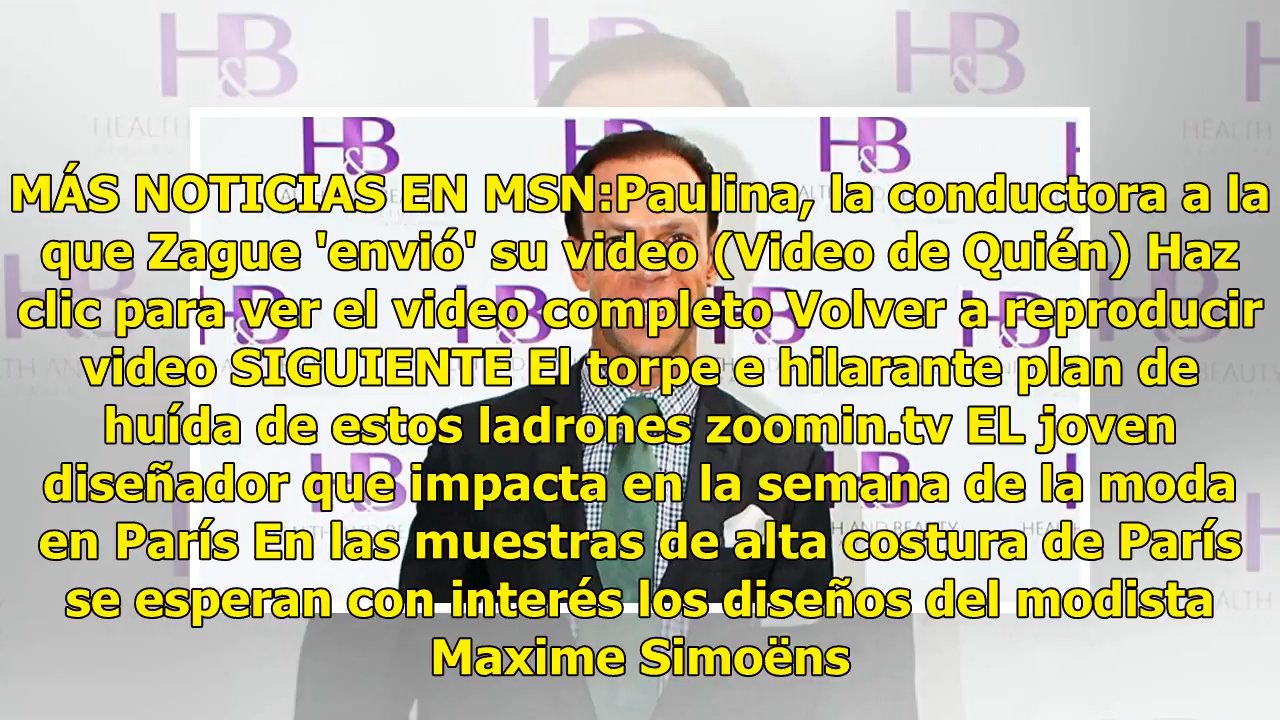 H&B
H&B
H&B
HEALTH
HEALTH
H&B
H&B
MÁS NOTICIAS EN MSN:Paulina, la conductora a la
que Zague 'envió' su video (Video de Quién) Haz
clic para ver el video completo Volver a reproducir
video SIGUIENTE El torpe e hilarante plan de
huída de estos ladrones zoomin.tv EL joven
diseñador que impacta en la semana de la moda
en París En las muestras de alta costura de París
se esperan con interés los diseños del modista
Maxime Simoëns